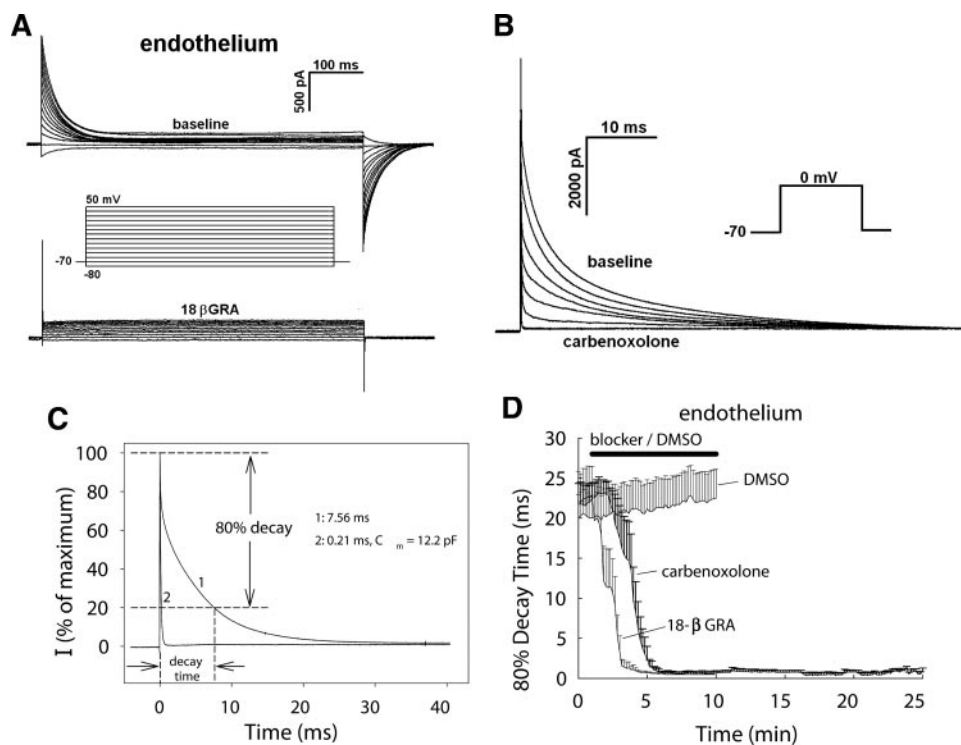 A
endothelium
100 ms
500 pA
baseline
50 mV
-70
-80
18 βGRA
B
10 ms
2000 pA
0 mV
-70
baseline
carbenoxolone
C
I (% of maximum)
100
80
60
40
20
0
80% decay
1: 7.56 ms
2: 0.21 ms, C m = 12.2 pF
1
2
decay
time
0 10 20 30 40
Time (ms)
D
endothelium
blocker / DMSO
80% Decay Time (ms)
30
25
20
15
10
5
0
DMSO
carbenoxolone
18-β GRA
0 5 10 15 20 25
Time (min)